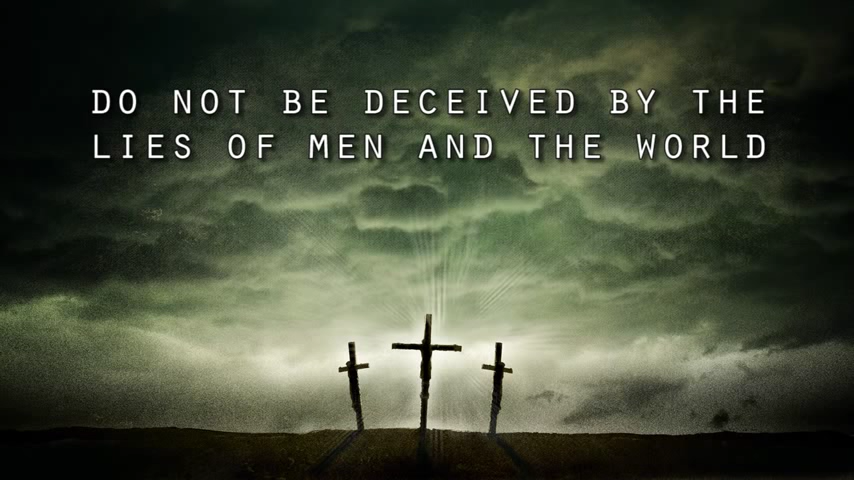 DO NOT BE DECEIVED BY THE
LIES OF MEN AND THE WORLD